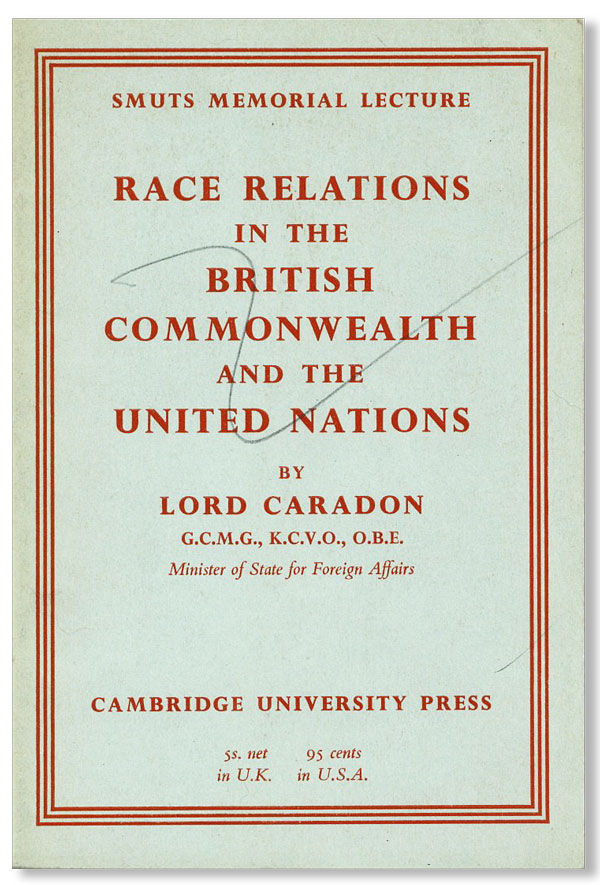 SMUTS MEMORIAL LECTURE
RACE RELATIONS
IN THE
BRITISH
COMMONWEALTH
AND THE
UNITED NATIONS
BY
LORD CARADON
G.C.M.G., K.C.V.O., O.B.E.
Minister of State for Foreign Affairs
CAMBRIDGE UNIVERSITY PRESS
5s. net 95 cents
in U.K. in U.S.A.